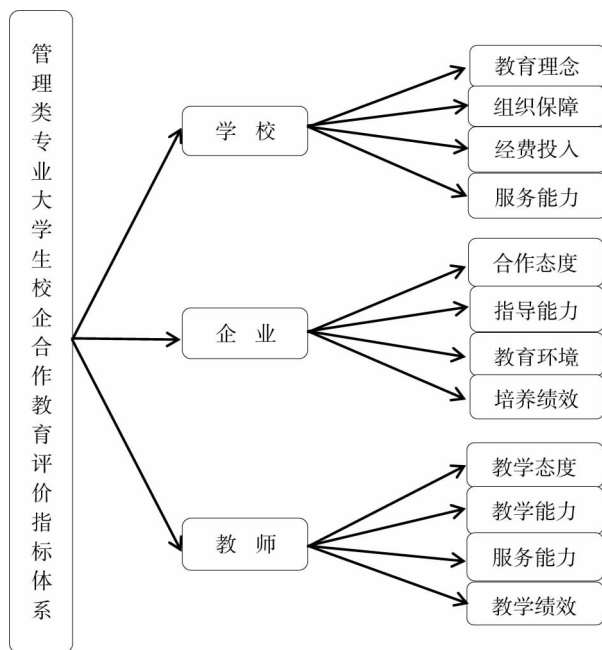 管理类专业大学生校企合作教育评价指标体系
学校
教育理念
组织保障
经费投入
服务能力
企业
合作态度
指导能力
教育环境
培养绩效
教师
教学态度
教学能力
服务能力
教学绩效